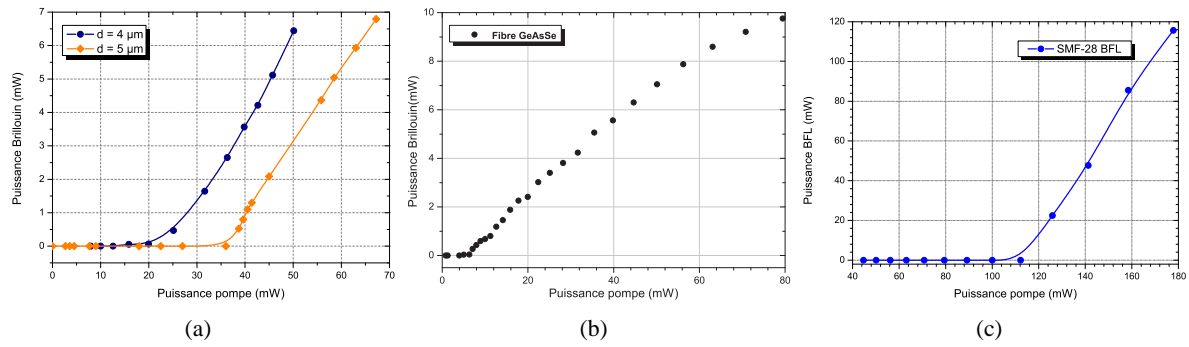 d = 4 µm
d = 5 µm
Puissance Brillouin (mW)
7
6
5
4
3
2
1
0
0 10 20 30 40 50 60 70
Puissance pompe (mW)
(a)
Fibre GeAsSe
Puissance Brillouin(mW)
10
8
6
4
2
0
0 20 40 60 80
Puissance pompe (mW)
(b)
SMF-28 BFL
Puissance BFL (mW)
120
100
80
60
40
20
0
40 60 80 100 120 140 160 180
Puissance pompe (mW)
(c)